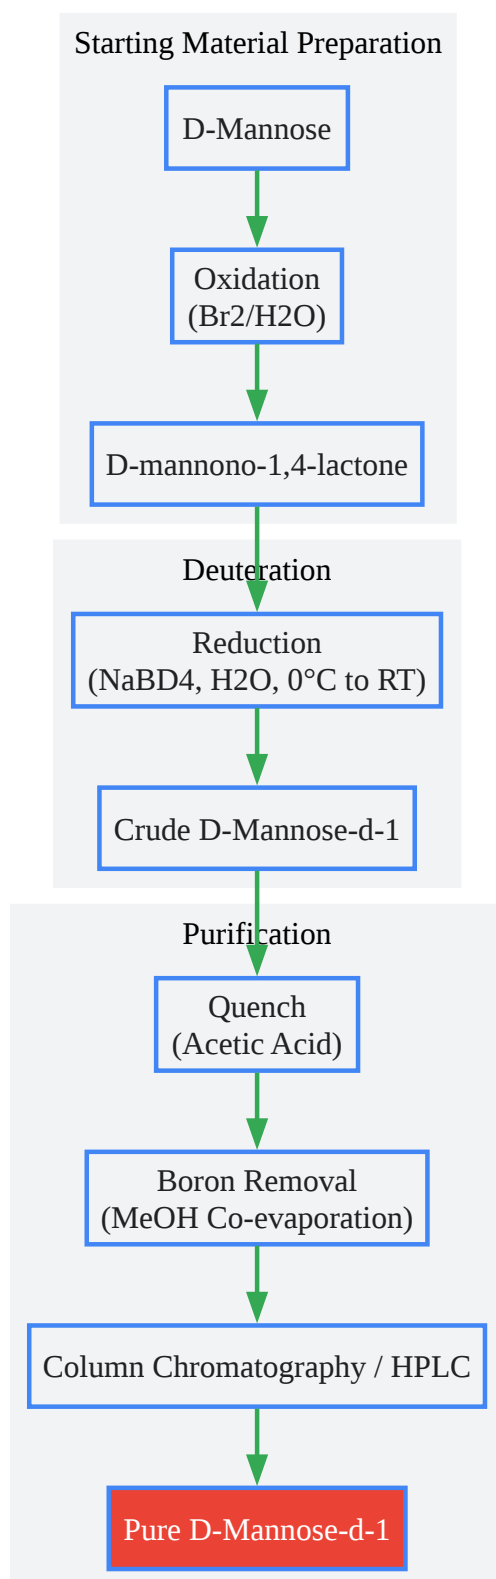 Starting Material Preparation
D-Mannose
Oxidation
(Br2/H2O)
D-mannono-1,4-lactone
Deuteration
Reduction
(NaBD4, H2O, 0°C to RT)
Crude D-Mannose-d-1
Purification
Quench
(Acetic Acid)
Boron Removal
(MeOH Co-evaporation)
Column Chromatography / HPLC
Pure D-Mannose-d-1